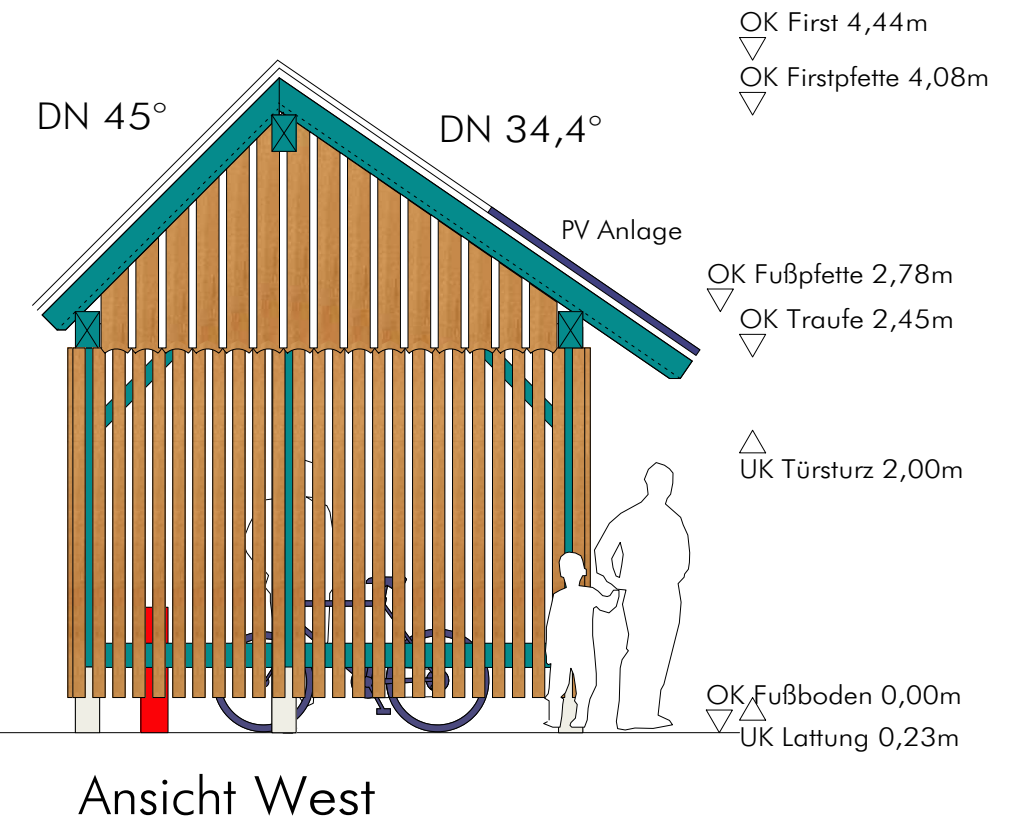 OK First 4,44m
OK Firstpfette 4,08m
DN 45°
DN 34,4°
PV Anlage
OK Fußpfette 2,78m
OK Traufe 2,45m
UK Türsturz 2,00m
OK Fußboden 0,00m
UK Lattung 0,23m
Ansicht West